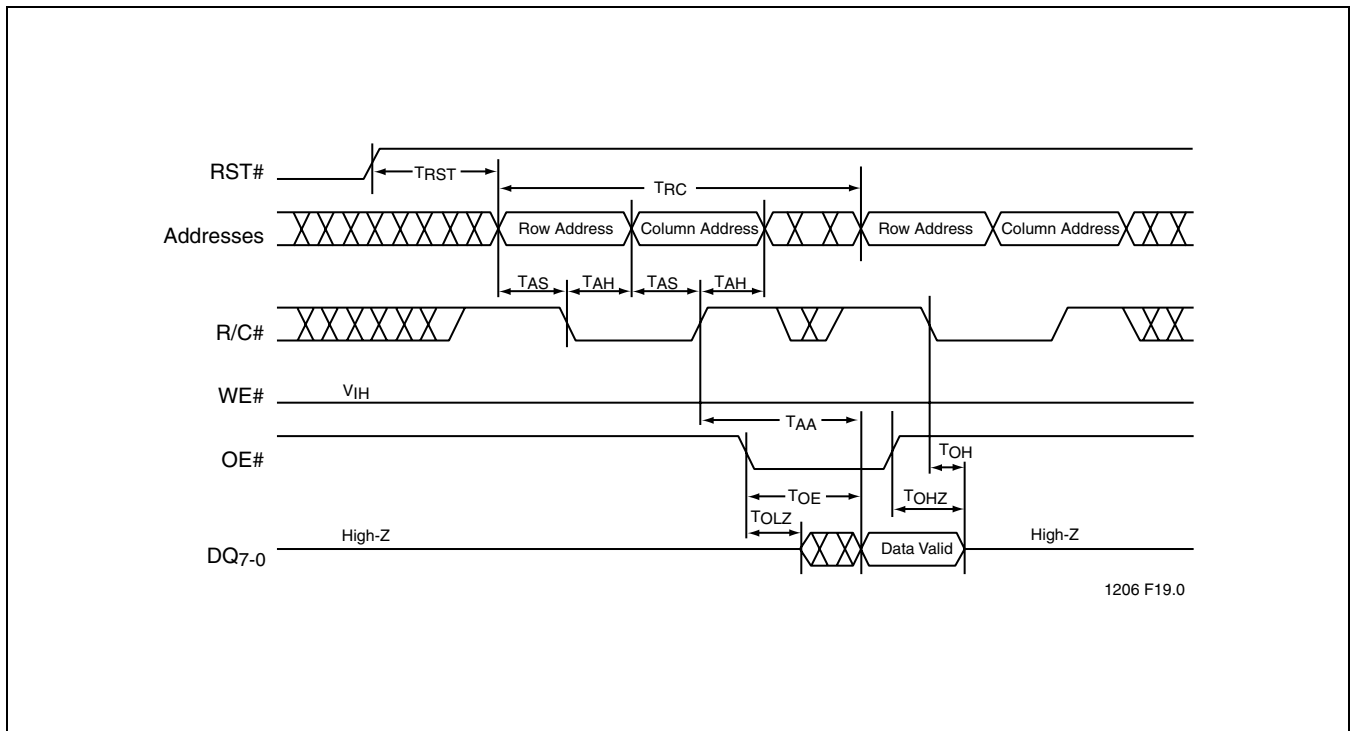 RST#
TRST
TRC
Addresses
Row Address
Column Address
Row Address
Column Address
TAS
TAH
TAS
TAH
R/C#
WE#
VIH
TAA
OE#
TOH
TOE
TOHZ
TOLZ
High-Z
High-Z
DQ7-0
Data Valid
1206 F19.0